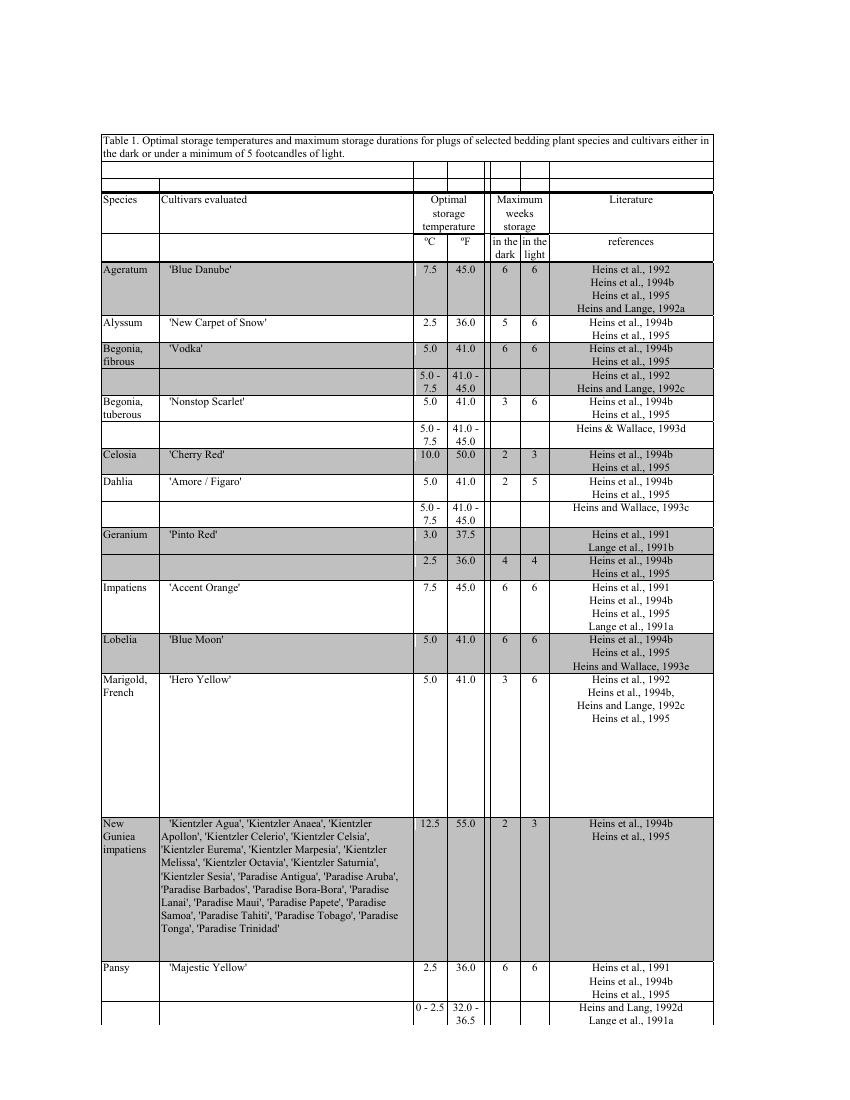 Table 1. Optimal storage temperatures and maximum storage durations for plugs of selected bedding plant species and cultivars either in
the dark or under a minimum of 5 footcandles of light.
Species Cultivars evaluated Optimal Maximum Literature
storage weeks
temperature storage
ºC ºF in the in the references
dark light
Ageratum 'Blue Danube' 7.5 45.0 6 6 Heins et al., 1992
Heins et al., 1994b
Heins et al., 1995
Heins and Lange, 1992a
Alyssum 'New Carpet of Snow' 2.5 36.0 5 6 Heins et al., 1994b
Heins et al., 1995
Begonia, 'Vodka' 5.0 41.0 6 6 Heins et al., 1994b
fibrous Heins et al., 1995
5.0 - 41.0 - Heins et al., 1992
7.5 45.0 Heins and Lange, 1992c
Begonia, 'Nonstop Scarlet' 5.0 41.0 3 6 Heins et al., 1994b
tuberous Heins et al., 1995
5.0 - 41.0 - Heins & Wallace, 1993d
7.5 45.0
Celosia 'Cherry Red' 10.0 50.0 2 3 Heins et al., 1994b
Heins et al., 1995
Dahlia 'Amore / Figaro' 5.0 41.0 2 5 Heins et al., 1994b
Heins et al., 1995
5.0 - 41.0 - Heins and Wallace, 1993c
7.5 45.0
Geranium 'Pinto Red' 3.0 37.5 Heins et al., 1991
Lange et al., 1991b
2.5 36.0 4 4 Heins et al., 1994b
Heins et al., 1995
Impatiens 'Accent Orange' 7.5 45.0 6 6 Heins et al., 1991
Heins et al., 1994b
Heins et al., 1995
Lange et al., 1991a
Lobelia 'Blue Moon' 5.0 41.0 6 6 Heins et al., 1994b
Heins et al., 1995
Heins and Wallace, 1993e
Marigold, 'Hero Yellow' 5.0 41.0 3 6 Heins et al., 1992
French Heins et al., 1994b,
Heins and Lange, 1992c
Heins et al., 1995
New 'Kientzler Agua', 'Kientzler Anaea', 'Kientzler 12.5 55.0 2 3 Heins et al., 1994b
Guniea Apollon', 'Kientzler Celerio', 'Kientzler Celsia', Heins et al., 1995
impatiens 'Kientzler Eurema', 'Kientzler Marpesia', 'Kientzler
Melissa', 'Kientzler Octavia', 'Kientzler Saturnia',
'Kientzler Sesia', 'Paradise Antigua', 'Paradise Aruba',
'Paradise Barbados', 'Paradise Bora-Bora', 'Paradise
Lanai', 'Paradise Maui', 'Paradise Papete', 'Paradise
Samoa', 'Paradise Tahiti', 'Paradise Tobago', 'Paradise
Tonga', 'Paradise Trinidad'
Pansy 'Majestic Yellow' 2.5 36.0 6 6 Heins et al., 1991
Heins et al., 1994b
Heins et al., 1995
0 - 2.5 32.0 - Heins and Lang, 1992d
36.5 Lange et al., 1991a